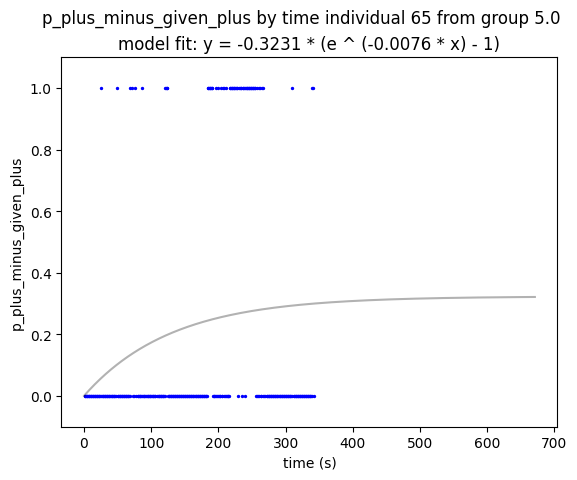 p_plus_minus_given_plus by time individual 65 from group 5.0
model fit: y = -0.3231 * (e ^ (-0.0076 * x) - 1)
p_plus_minus_given_plus
1.0
0.8
0.6
0.4
0.2
0.0
0 100 200 300 400 500 600 700
time (s)